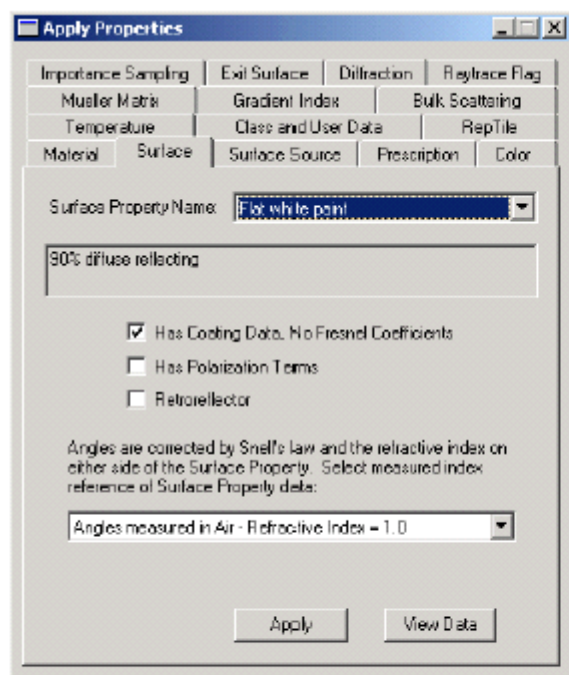 Apply Properties
Importance Sampling Exit Surface Diffraction Raytrace Flag
Mueller Matrix Gradient Index Bulk Scattering
Temperature Class and User Data RepTile
Material Surface Surface Source Prescription Color
Surface Property Name: Flat white paint
90% diffuse reflecting
Has Coating Data, No Fresnel Coefficients
Has Polarization Terms
Retroreflector
Angles are corrected by Snell's law and the refractive index on
either side of the Surface Property. Select measured index
reference of Surface Property data:
Angles measured in Air - Refractive Index = 1.0
Apply View Data